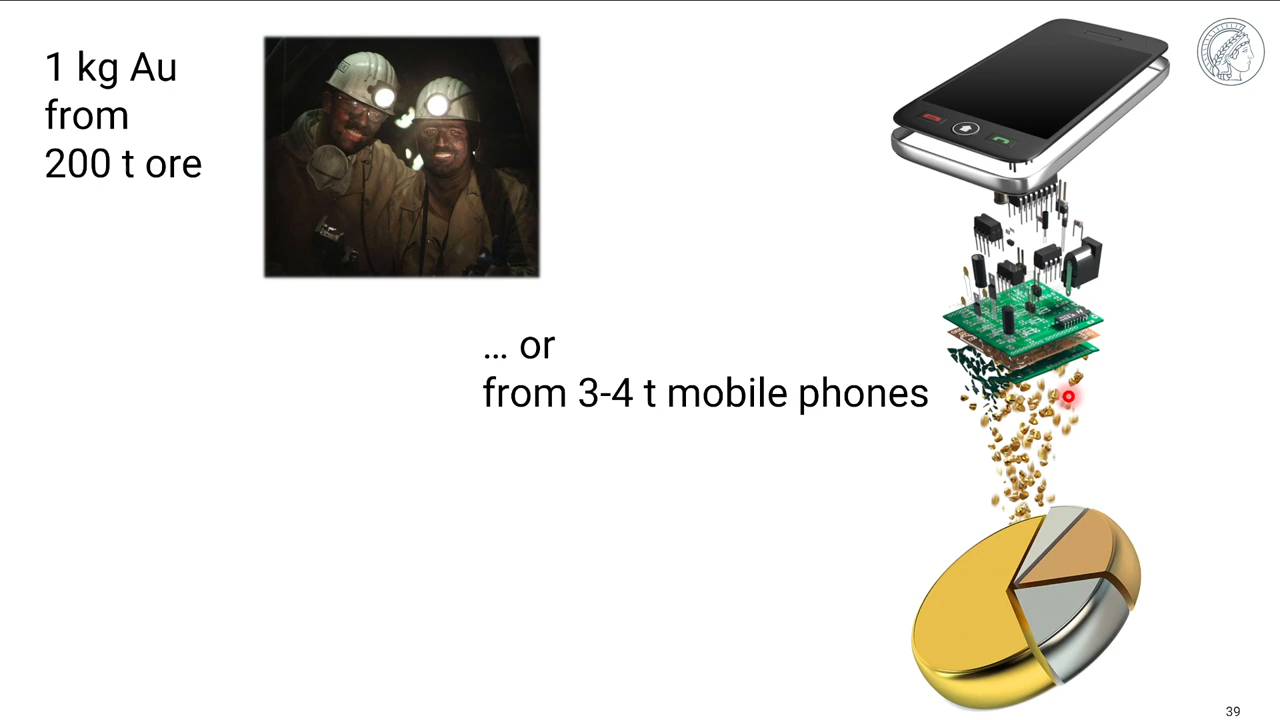 1 kg Au
from
200 t ore
... or
from 3-4 t mobile phones
39